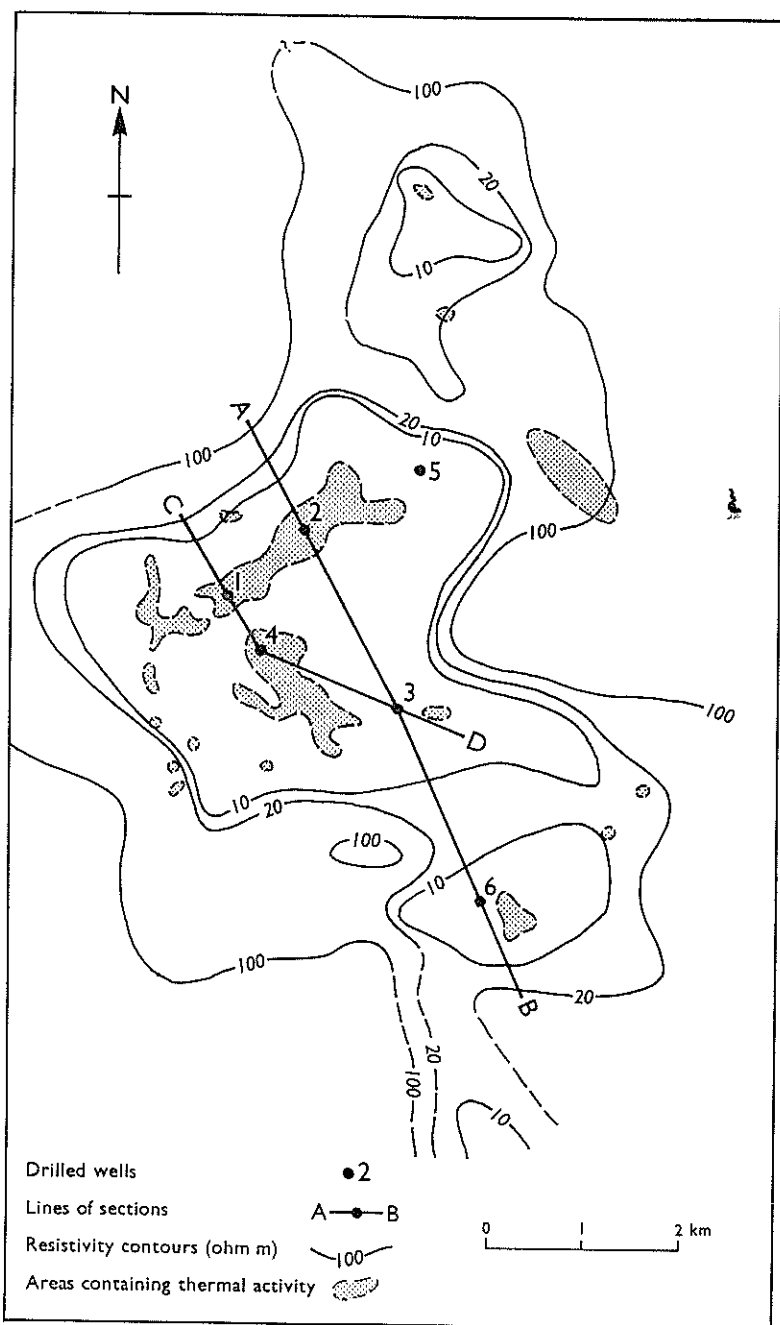 N
100
20
10
A
20
10
5
100
C
2
100
1
4
3
100
D
10
20
100
10
6
100
20
B
20
100
10
Drilled wells 2
Lines of sections A B
0 1 2 km
Resistivity contours (ohm m) 100
Areas containing thermal activity